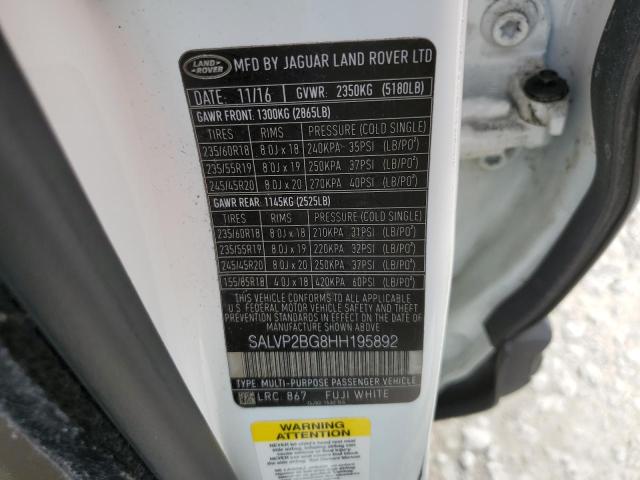 LAND ROVER
MFD BY JAGUAR LAND ROVER LTD
DATE: 11/16 GVWR: 2350KG (5180LB)
GAWR FRONT: 1300KG (2865LB)
TIRES RIMS PRESSURE (COLD SINGLE)
235/60R18 8.0J x 18 240KPA- 35PSI (LB/PO²)
235/55R19 8.0J x 19 250KPA 37PSI (LB/PO²)
245/45R20 8.0J x 20 270KPA 40PSI (LB/PO²)
GAWR REAR: 1145KG (2525LB)
TIRES RIMS PRESSURE (COLD SINGLE)
235/60R18 8.0J x 18 210KPA 31PSI (LB/PO²)
235/55R19 8.0J x 19 220KPA 32PSI (LB/PO²)
245/45R20 8.0J x 20 250KPA 37PSI (LB/PO²)
155/85R18 4.0J x 18 420KPA 60PSI (LB/PO²)
THIS VEHICLE CONFORMS TO ALL APPLICABLE
U.S. FEDERAL MOTOR VEHICLE SAFETY AND THEFT
PREVENTION STANDARDS IN EFFECT ON THE DATE
OF MANUFACTURE SHOWN ABOVE
SALVP2BG8HH195892
TYPE: MULTI-PURPOSE PASSENGER VEHICLE
LRC: 867 FUJI WHITE
WARNING
ATTENTION